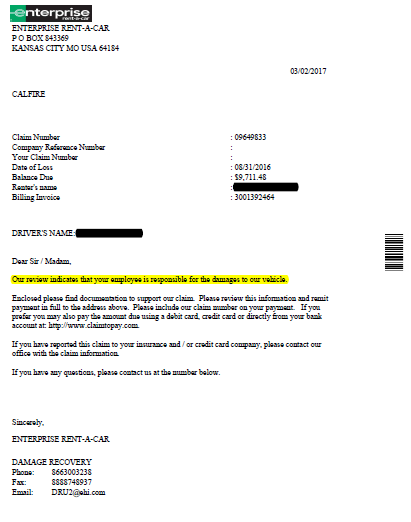 enterprise
rent-a-car
ENTERPRISE RENT-A-CAR
P O BOX 843369
KANSAS CITY MO USA 64184
03/02/2017
CALFIRE
Claim Number : 09649833
Company Reference Number :
Your Claim Number :
Date of Loss : 08/31/2016
Balance Due : $9,711.48
Renter's name :
Billing Invoice : 3001392464
DRIVER'S NAME:
Dear Sir / Madam,
Our review indicates that your employee is responsible for the damages to our vehicle.
Enclosed please find documentation to support our claim. Please review this information and remit
payment in full to the address above. Please include our claim number on your payment. If you
prefer you may also pay the amount due using a debit card, credit card or directly from your bank
account at: http://www.claimtopay.com.
If you have reported this claim to your insurance and / or credit card company, please contact our
office with the claim information.
If you have any questions, please contact us at the number below.
Sincerely,
ENTERPRISE RENT-A-CAR
DAMAGE RECOVERY
Phone: 8663003238
Fax: 8888748937
Email: DRU2@ehi.com